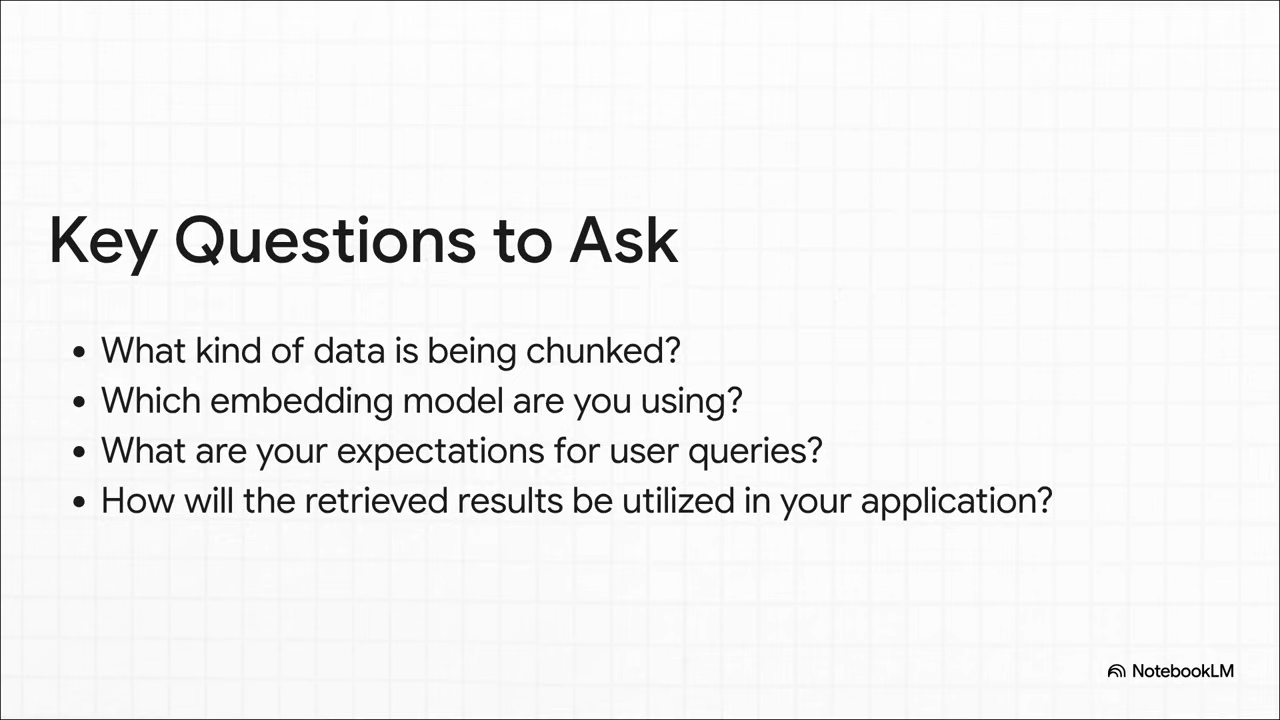 Key Questions to Ask
• What kind of data is being chunked?
• Which embedding model are you using?
• What are your expectations for user queries?
• How will the retrieved results be utilized in your application?
NotebookLM